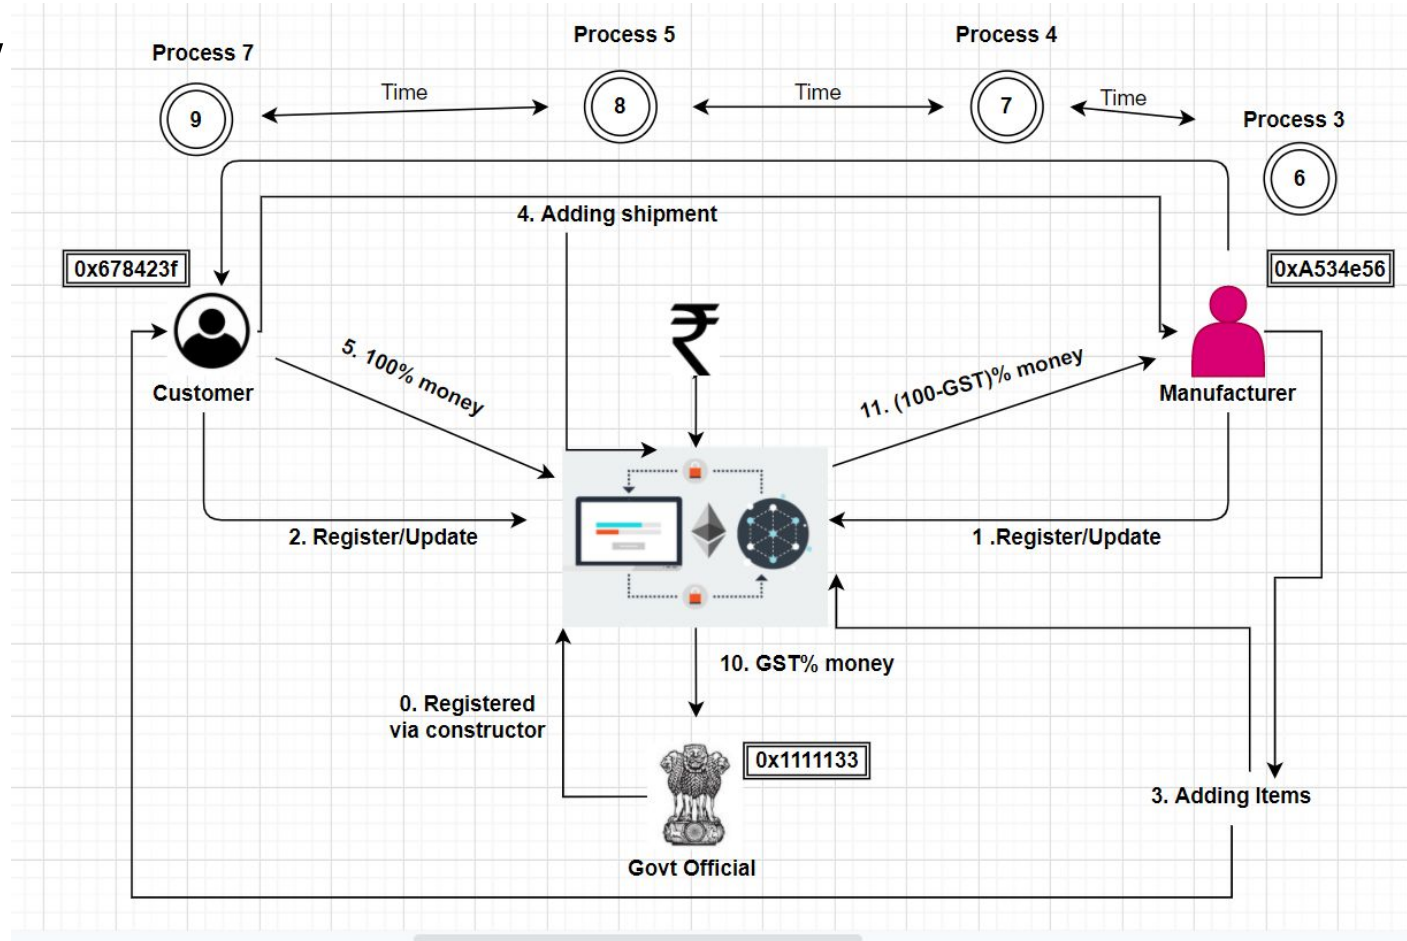 Process 7
Process 5
Process 4
Process 3
9
Time
8
Time
7
Time
6
4. Adding shipment
0x678423f
0xA534e56
₹
Customer
5. 100% money
11. (100-GST)% money
Manufacturer
2. Register/Update
1 .Register/Update
10. GST% money
0. Registered
via constructor
0x1111133
3. Adding Items
Govt Official